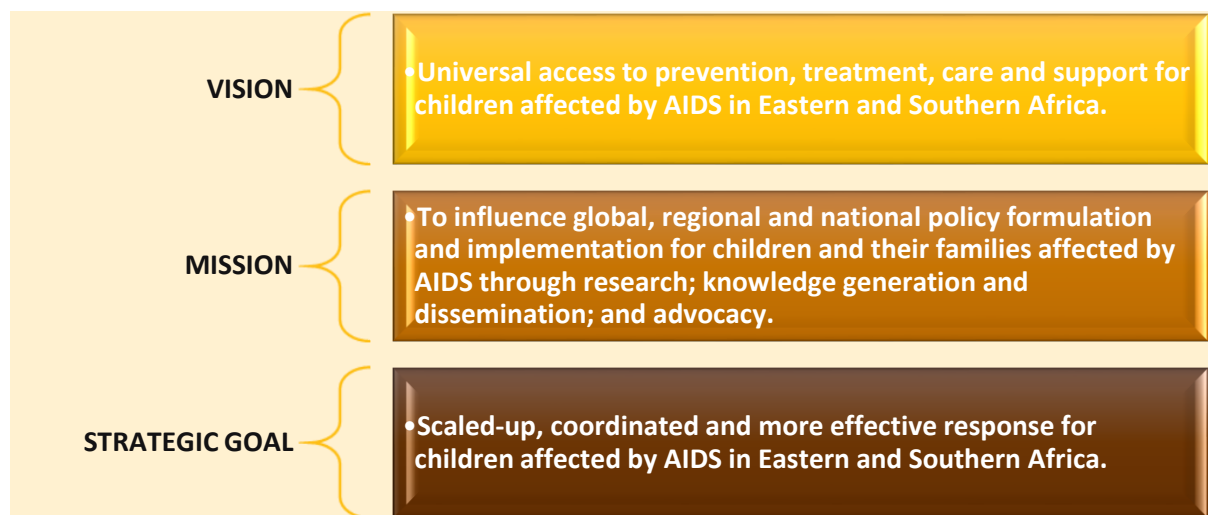 VISION
•Universal access to prevention, treatment, care and support for
children affected by AIDS in Eastern and Southern Africa.
MISSION
•To influence global, regional and national policy formulation
and implementation for children and their families affected by
AIDS through research; knowledge generation and
dissemination; and advocacy.
STRATEGIC GOAL
•Scaled-up, coordinated and more effective response for
children affected by AIDS in Eastern and Southern Africa.